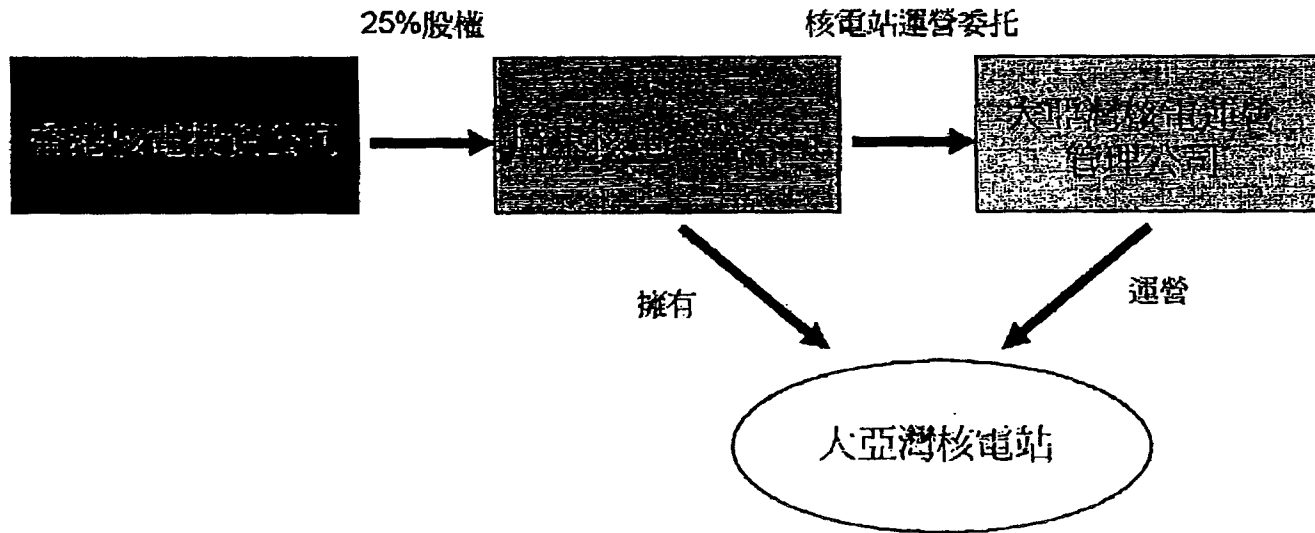 25%股權
核電站運營委托
香港核電投資公司
核電
大亞灣核電運營
管理公司
擁有
運營
大亞灣核電站